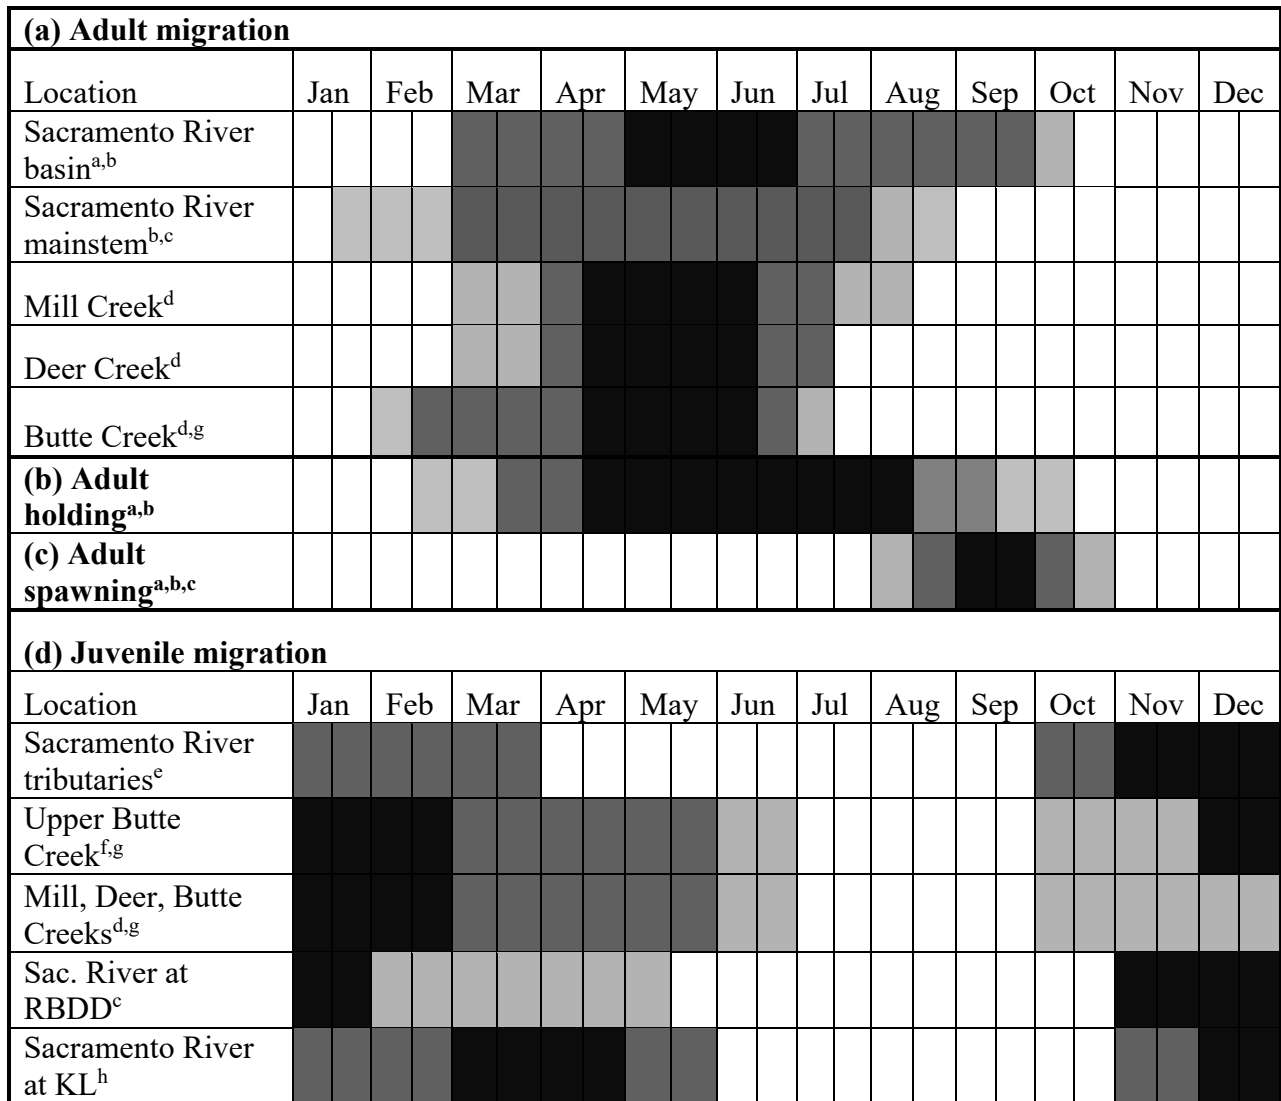 (a) Adult migration
Location Jan Feb Mar Apr May Jun Jul Aug Sep Oct Nov Dec
Sacramento River
basina,b
Sacramento River
mainstemb,c
Mill Creekd
Deer Creekd
Butte Creekd,g
(b) Adult
holdinga,b
(c) Adult
spawninga,b,c
(d) Juvenile migration
Location Jan Feb Mar Apr May Jun Jul Aug Sep Oct Nov Dec
Sacramento River
tributariese
Upper Butte
Creekf,g
Mill, Deer, Butte
Creeksd,g
Sac. River at
RBDDc
Sacramento River
at KLh